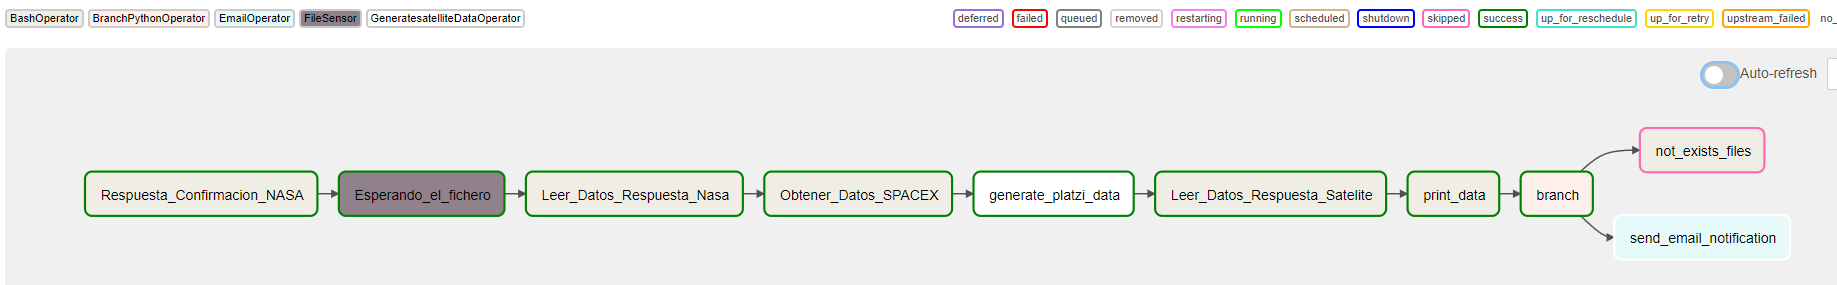 BashOperator BranchPythonOperator EmailOperator FileSensor GeneratesatelliteDataOperator deferred failed queued removed restarting running scheduled shutdown skipped success up_for_reschedule up_for_retry upstream_failed no_
Auto-refresh
not_exists_files
Respuesta_Confirmacion_NASA Esperando_el_fichero Leer_Datos_Respuesta_Nasa Obtener_Datos_SPACEX generate_platzi_data Leer_Datos_Respuesta_Satelite print_data branch
send_email_notification